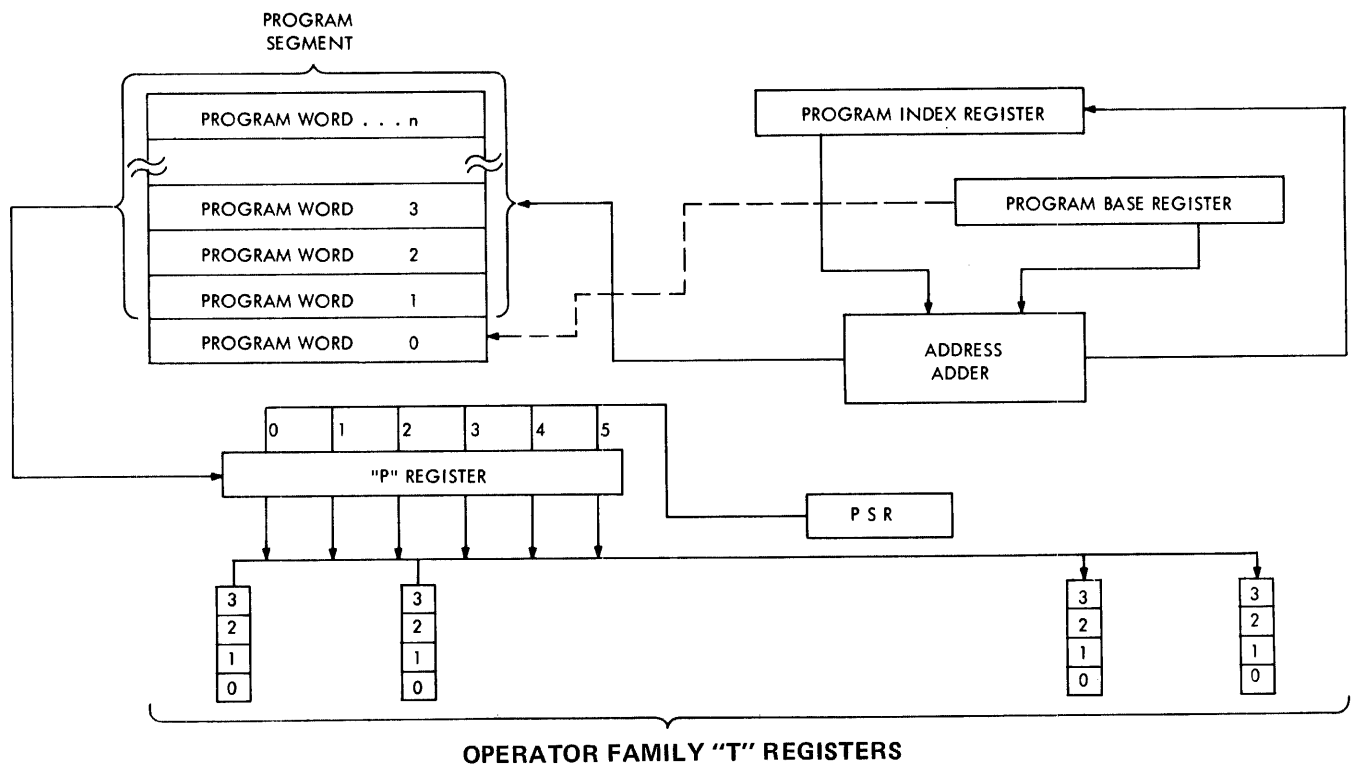 PROGRAM
SEGMENT
PROGRAM WORD . . . n
PROGRAM WORD 3
PROGRAM WORD 2
PROGRAM WORD 1
PROGRAM WORD 0
PROGRAM INDEX REGISTER
PROGRAM BASE REGISTER
ADDRESS
ADDER
0 1 2 3 4 5
"P" REGISTER
P S R
3 3 3 3
2 2 2 2
1 1 1 1
0 0 0 0
OPERATOR FAMILY "T" REGISTERS